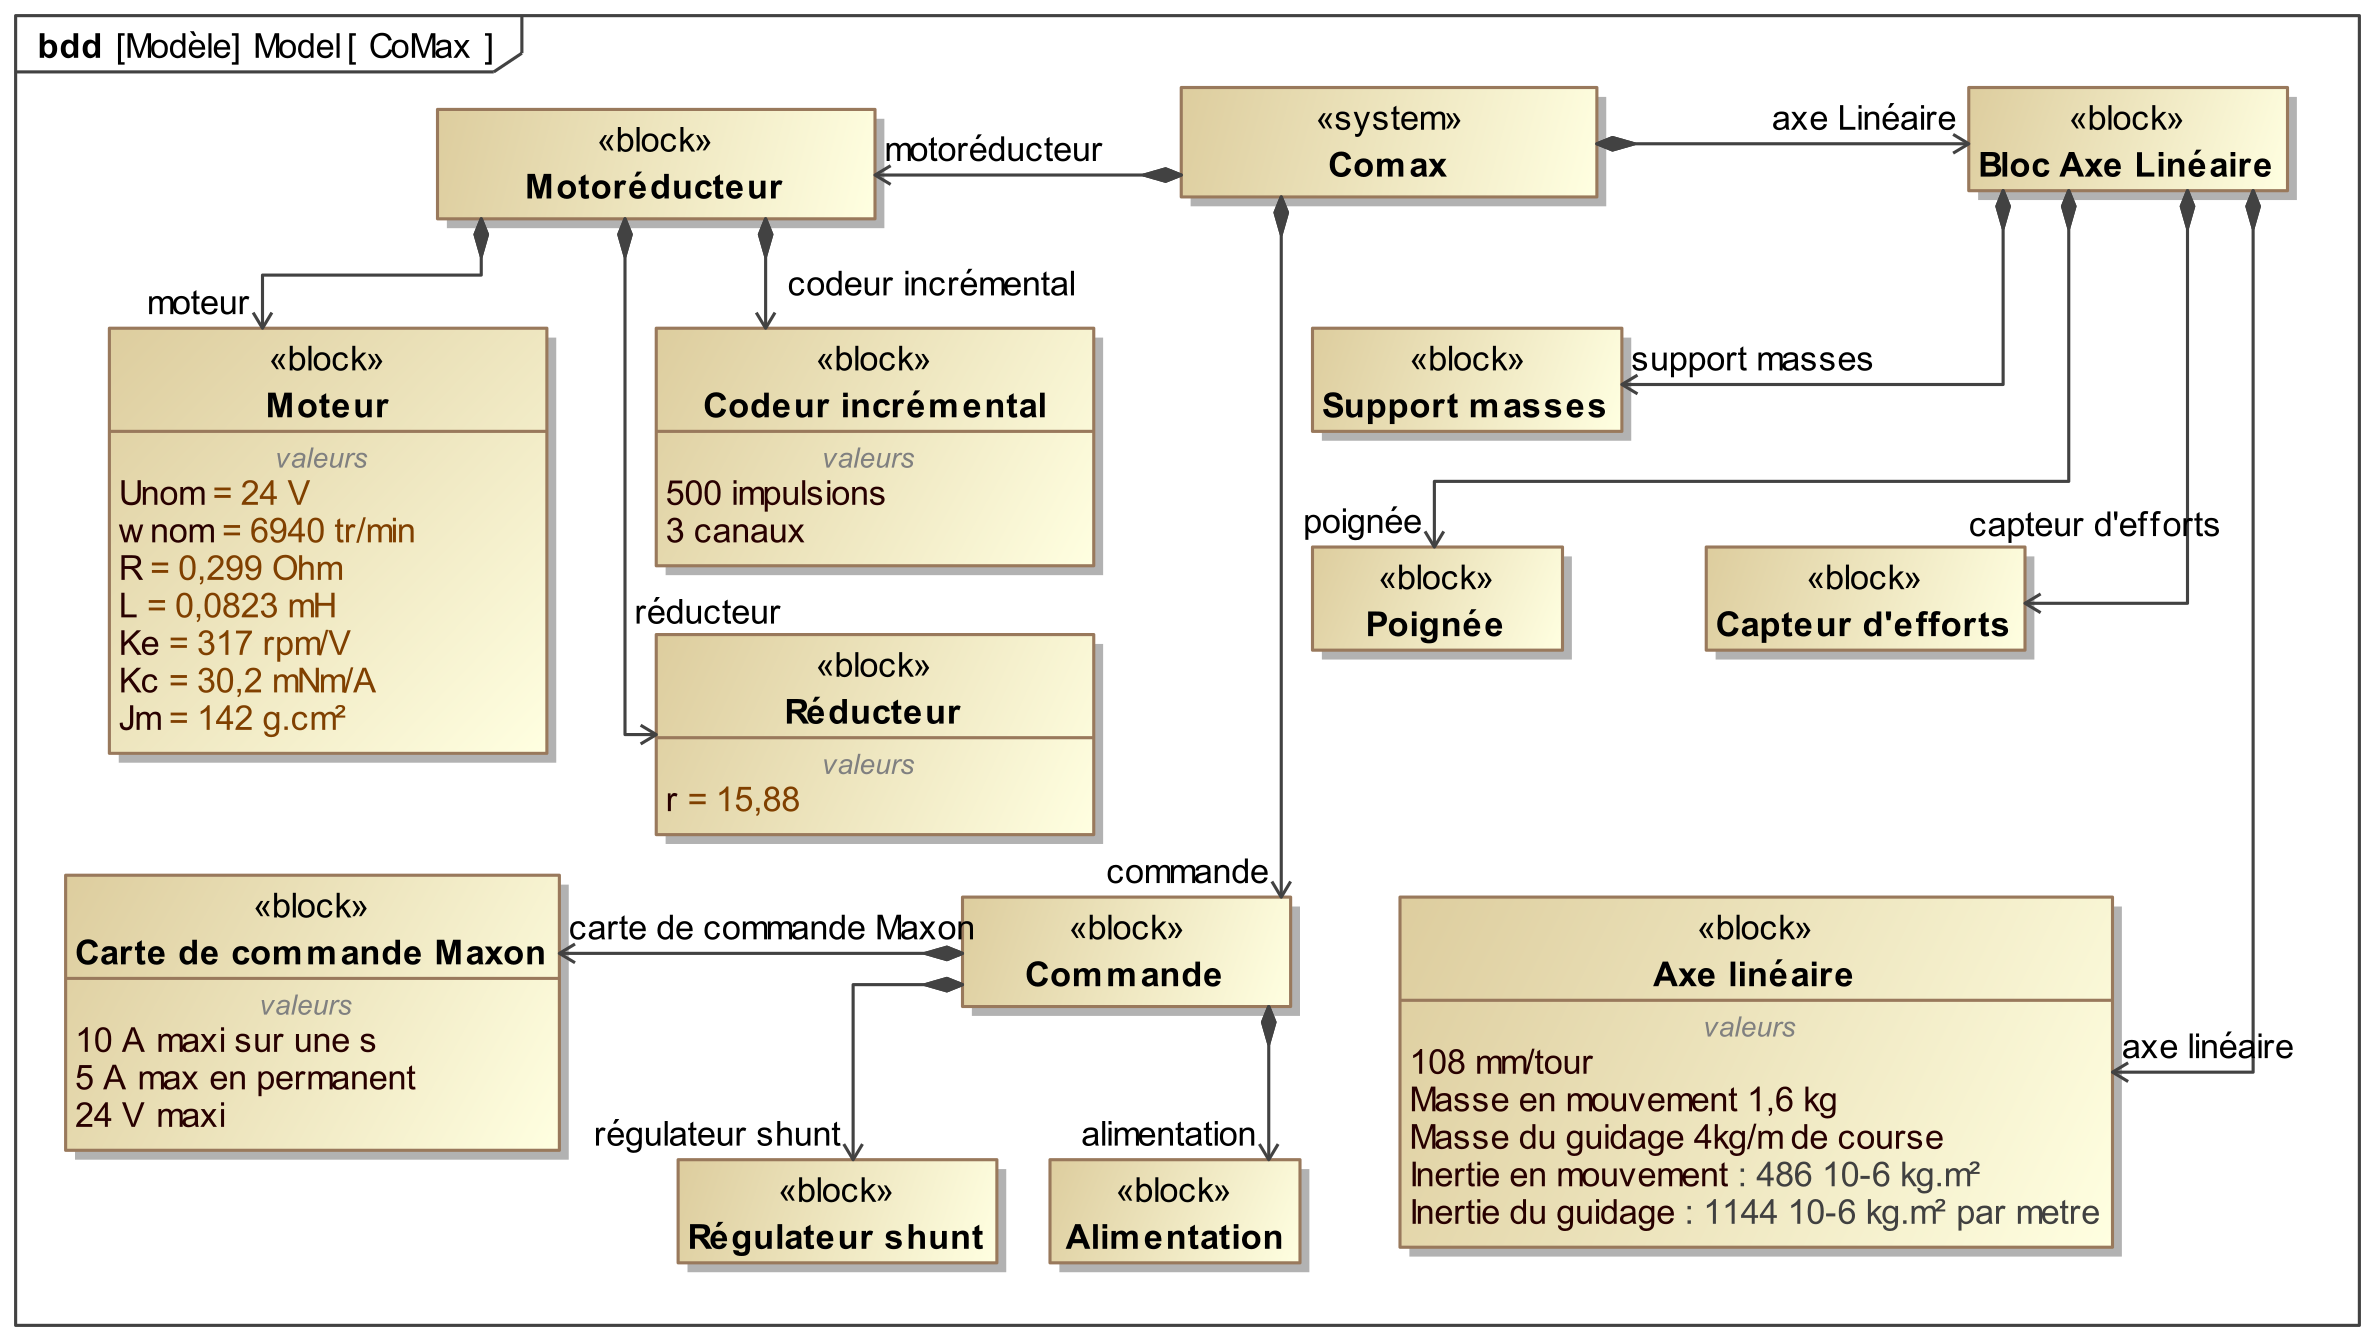 bdd [Modèle] Model [ CoMax ]
«system»
Comax
motoréducteur
axe Linéaire
«block»
Motoréducteur
«block»
Bloc Axe Linéaire
moteur
codeur incrémental
«block»
Moteur
valeurs
Unom = 24 V
w nom = 6940 tr/min
R = 0,299 Ohm
L = 0,0823 mH
Ke = 317 rpm/V
Kc = 30,2 mNm/A
Jm = 142 g.cm²
«block»
Codeur incrémental
valeurs
500 impulsions
3 canaux
réducteur
«block»
Réducteur
valeurs
r = 15,88
«block»
Support masses
support masses
poignée
«block»
Poignée
capteur d'efforts
«block»
Capteur d'efforts
commande
«block»
Commande
carte de commande Maxon
«block»
Carte de commande Maxon
valeurs
10 A maxi sur une s
5 A max en permanent
24 V maxi
régulateur shunt
«block»
Régulateur shunt
alimentation
«block»
Alimentation
«block»
Axe linéaire
valeurs
108 mm/tour
Masse en mouvement 1,6 kg
Masse du guidage 4kg/m de course
Inertie en mouvement : 486 10-6 kg.m²
Inertie du guidage : 1144 10-6 kg.m² par metre
axe linéaire